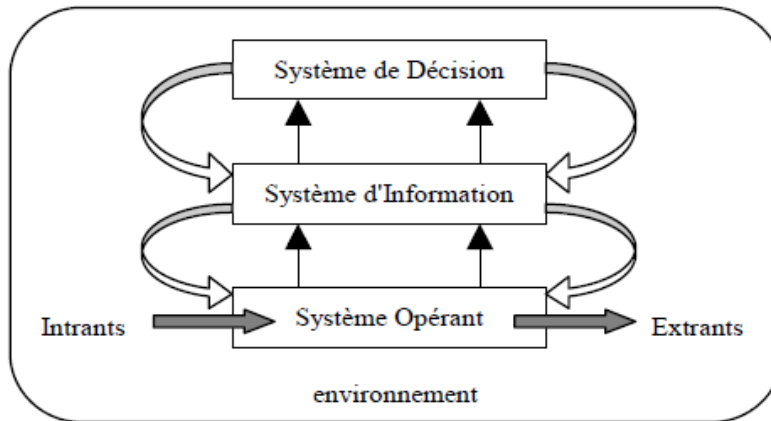 Système de Décision
Système d'Information
Intrants
Système Opérant
Extrants
environnement